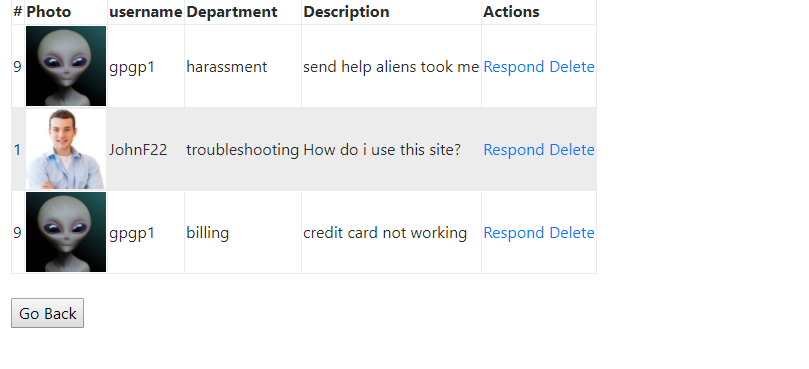 # Photo username Department Description Actions
9 gpgp1 harassment send help aliens took me Respond Delete
1 JohnF22 troubleshooting How do i use this site? Respond Delete
9 gpgp1 billing credit card not working Respond Delete
Go Back